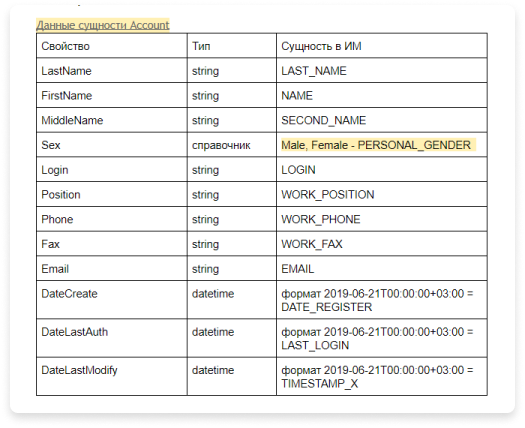 Данные сущности Account
Свойство Тип Сущность в ИМ
LastName string LAST_NAME
FirstName string NAME
MiddleName string SECOND_NAME
Sex справочник Male, Female - PERSONAL_GENDER
Login string LOGIN
Position string WORK_POSITION
Phone string WORK_PHONE
Fax string WORK_FAX
Email string EMAIL
DateCreate datetime формат 2019-06-21T00:00:00+03:00 =
DATE_REGISTER
DateLastAuth datetime формат 2019-06-21T00:00:00+03:00 =
LAST_LOGIN
DateLastModify datetime формат 2019-06-21T00:00:00+03:00 =
TIMESTAMP_X